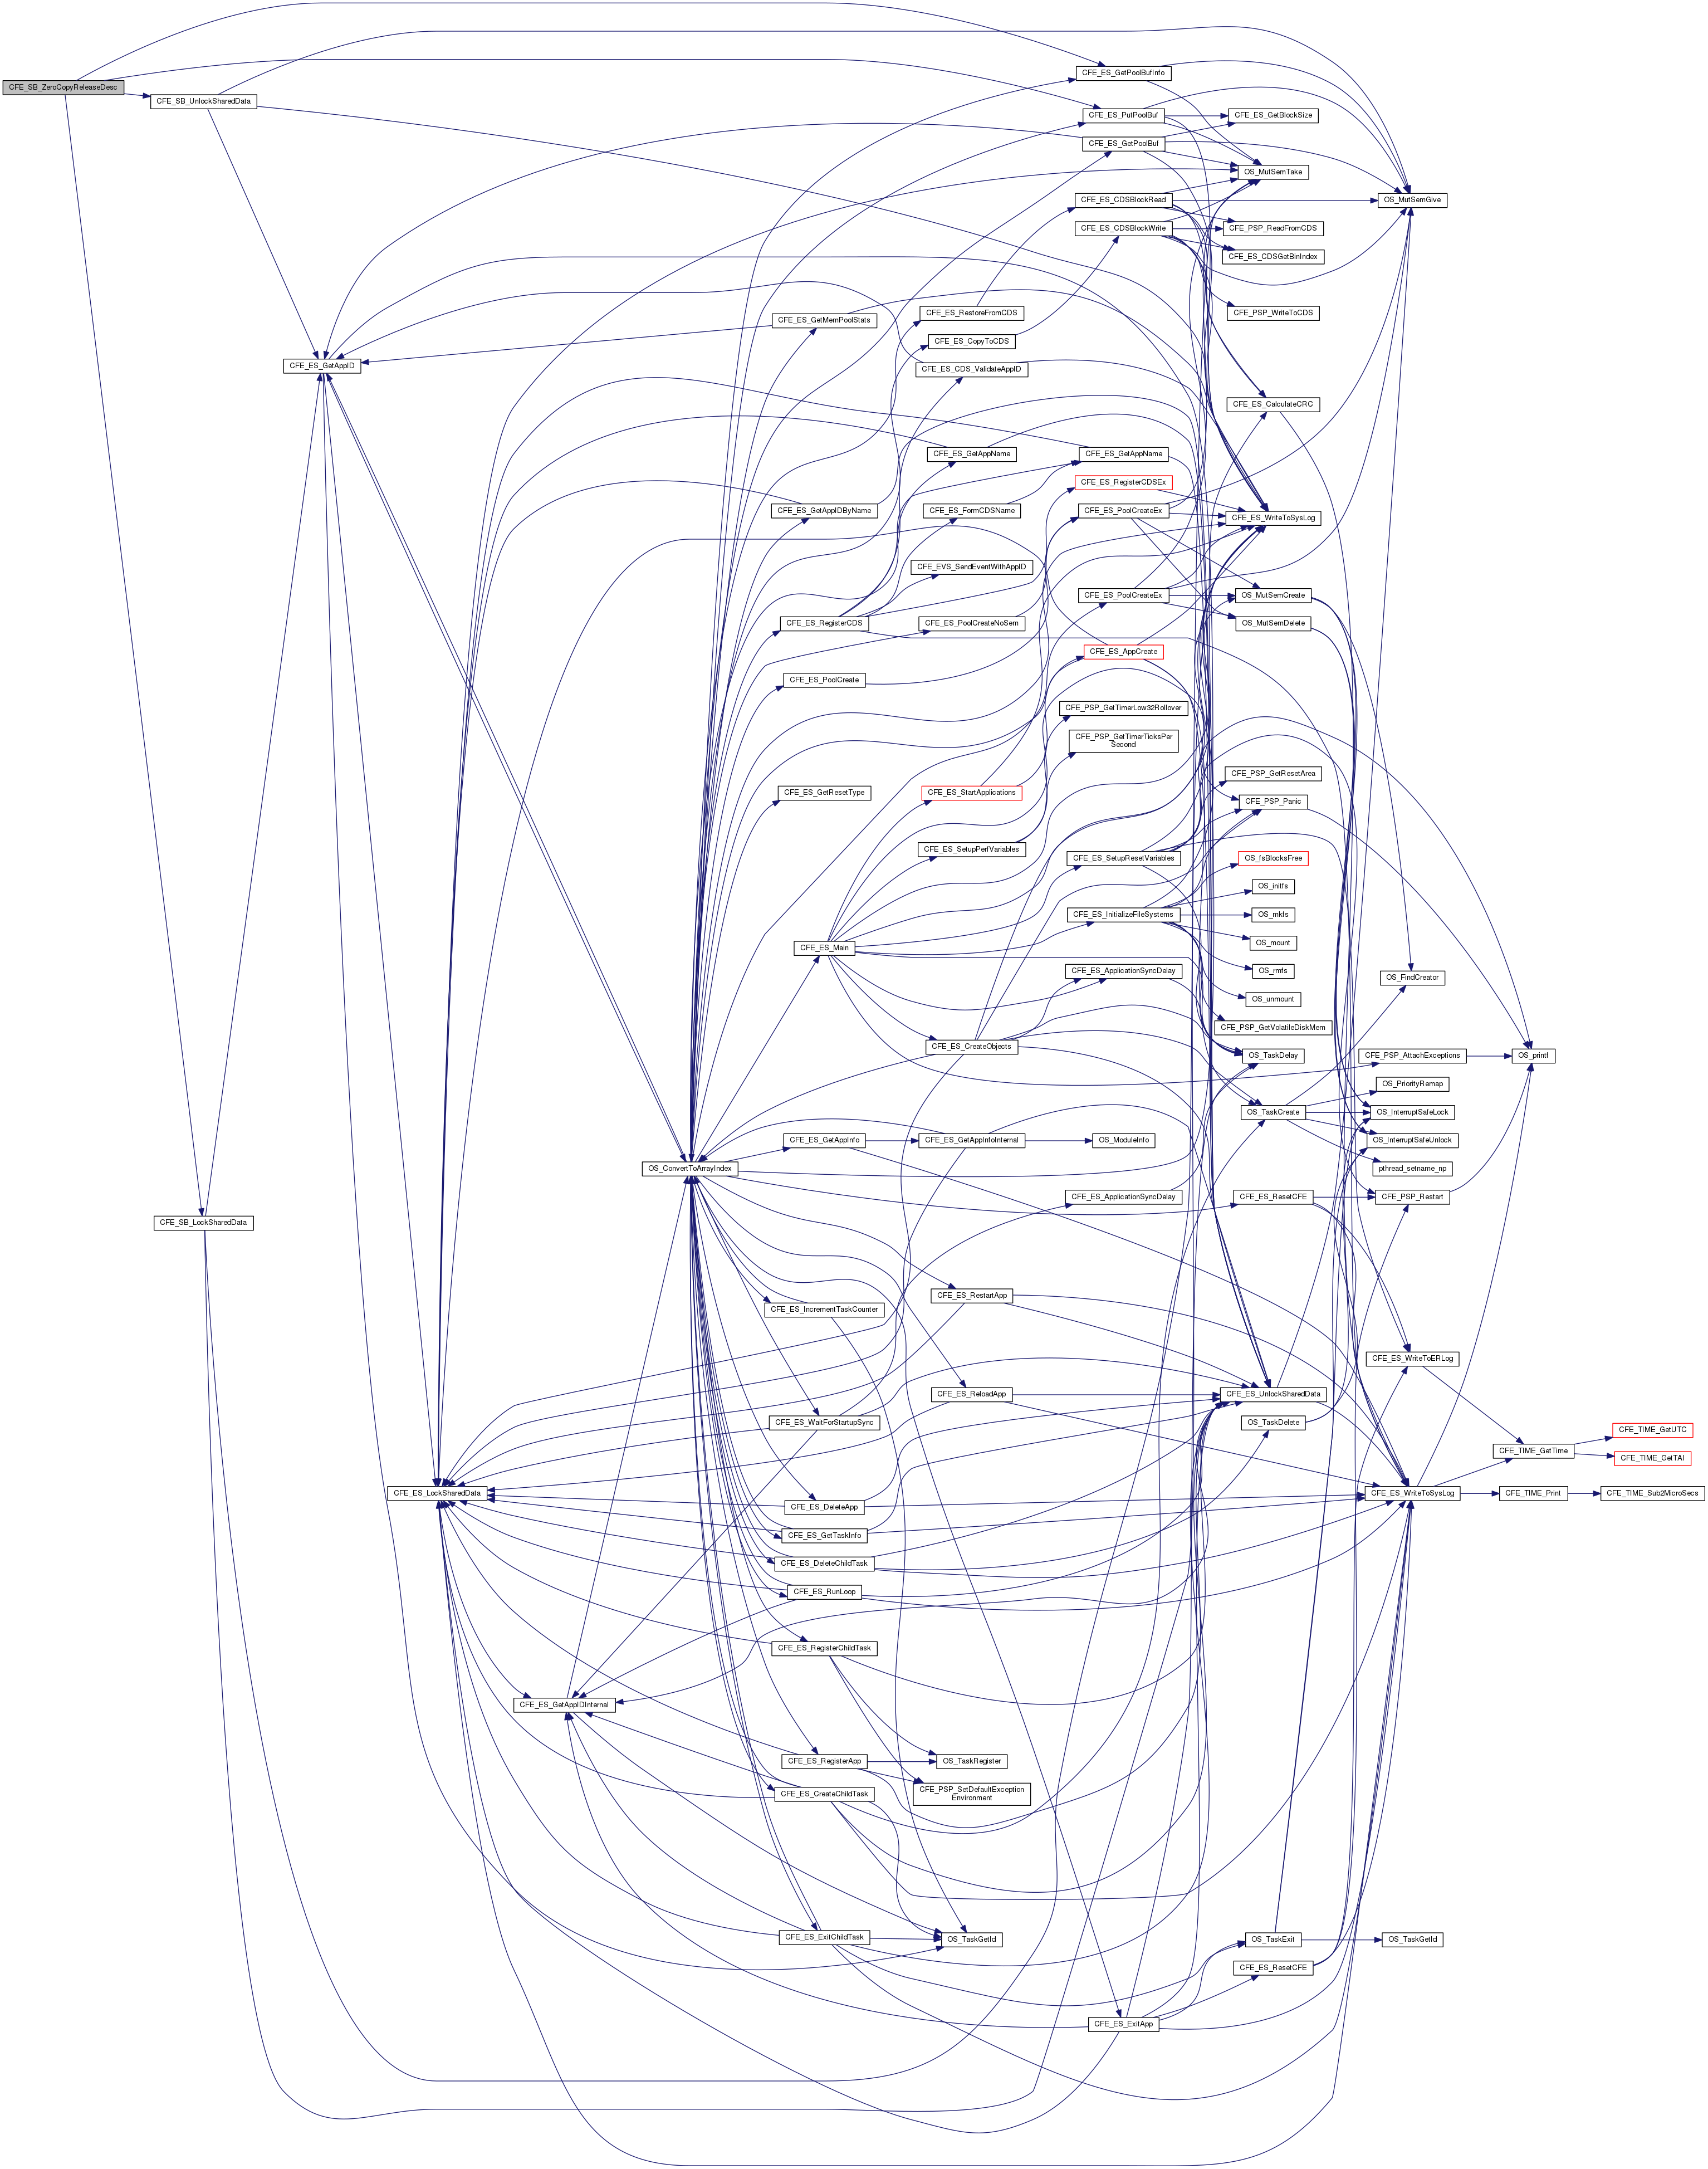 CFE_ES_GetPoolBufInfo
CFE_SB_ZeroCopyReleaseDesc
CFE_SB_UnlockSharedData
CFE_ES_PutPoolBuf
CFE_ES_GetBlockSize
CFE_ES_GetPoolBuf
OS_MutSemTake
CFE_ES_CDSBlockRead
OS_MutSemGive
CFE_ES_CDSBlockWrite
CFE_PSP_ReadFromCDS
CFE_ES_CDSGetBinIndex
CFE_ES_RestoreFromCDS
CFE_PSP_WriteToCDS
CFE_ES_GetMemPoolStats
CFE_ES_CopyToCDS
CFE_ES_GetAppID
CFE_ES_CDS_ValidateAppID
CFE_ES_CalculateCRC
CFE_ES_GetAppName
CFE_ES_GetAppName
CFE_ES_RegisterCDSEx
CFE_ES_GetAppIDByName
CFE_ES_FormCDSName
CFE_ES_PoolCreateEx
CFE_ES_WriteToSysLog
CFE_EVS_SendEventWithAppID
CFE_ES_PoolCreateEx
OS_MutSemCreate
CFE_ES_RegisterCDS
CFE_ES_PoolCreateNoSem
OS_MutSemDelete
CFE_ES_AppCreate
CFE_ES_PoolCreate
CFE_PSP_GetTimerLow32Rollover
CFE_PSP_GetTimerTicksPer
Second
CFE_PSP_GetResetArea
CFE_ES_GetResetType
CFE_ES_StartApplications
CFE_PSP_Panic
CFE_ES_SetupPerfVariables
CFE_ES_SetupResetVariables
OS_fsBlocksFree
OS_initfs
CFE_ES_InitializeFileSystems
OS_mkfs
CFE_ES_Main
OS_mount
CFE_ES_ApplicationSyncDelay
OS_rmfs
OS_FindCreator
OS_unmount
CFE_PSP_GetVolatileDiskMem
CFE_ES_CreateObjects
OS_TaskDelay
CFE_PSP_AttachExceptions
OS_printf
OS_PriorityRemap
OS_TaskCreate
OS_InterruptSafeLock
CFE_ES_GetAppInfo
CFE_ES_GetAppInfoInternal
OS_ModuleInfo
OS_InterruptSafeUnlock
OS_ConvertToArrayIndex
pthread_setname_np
CFE_ES_ApplicationSyncDelay
CFE_ES_ResetCFE
CFE_PSP_Restart
CFE_SB_LockSharedData
CFE_ES_RestartApp
CFE_ES_IncrementTaskCounter
CFE_ES_WriteToERLog
CFE_ES_ReloadApp
CFE_ES_UnlockSharedData
CFE_ES_WaitForStartupSync
OS_TaskDelete
CFE_TIME_GetUTC
CFE_TIME_GetTime
CFE_TIME_GetTAI
CFE_ES_LockSharedData
CFE_ES_WriteToSysLog
CFE_TIME_Print
CFE_TIME_Sub2MicroSecs
CFE_ES_DeleteApp
CFE_ES_GetTaskInfo
CFE_ES_DeleteChildTask
CFE_ES_RunLoop
CFE_ES_RegisterChildTask
CFE_ES_GetAppIDInternal
CFE_ES_RegisterApp
OS_TaskRegister
CFE_ES_CreateChildTask
CFE_PSP_SetDefaultException
Environment
CFE_ES_ExitChildTask
OS_TaskGetId
OS_TaskExit
OS_TaskGetId
CFE_ES_ResetCFE
CFE_ES_ExitApp